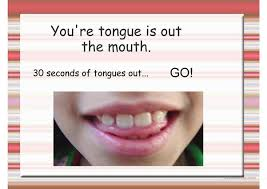 You're tongue is out
the mouth.
30 seconds of tongues out... GO!